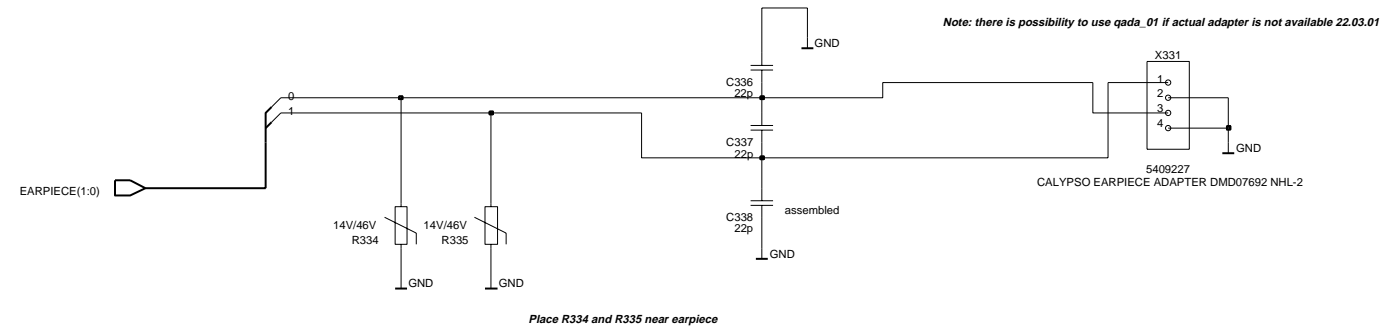 Note: there is possibility to use qada_01 if actual adapter is not available 22.03.01
GND
X331
C336
22p
1
2
3
4
0
1
C337
22p
GND
5409227
CALYPSO EARPIECE ADAPTER DMD07692 NHL-2
EARPIECE(1:0)
14V/46V
R334
14V/46V
R335
C338
22p
assembled
GND
GND
GND
Place R334 and R335 near earpiece